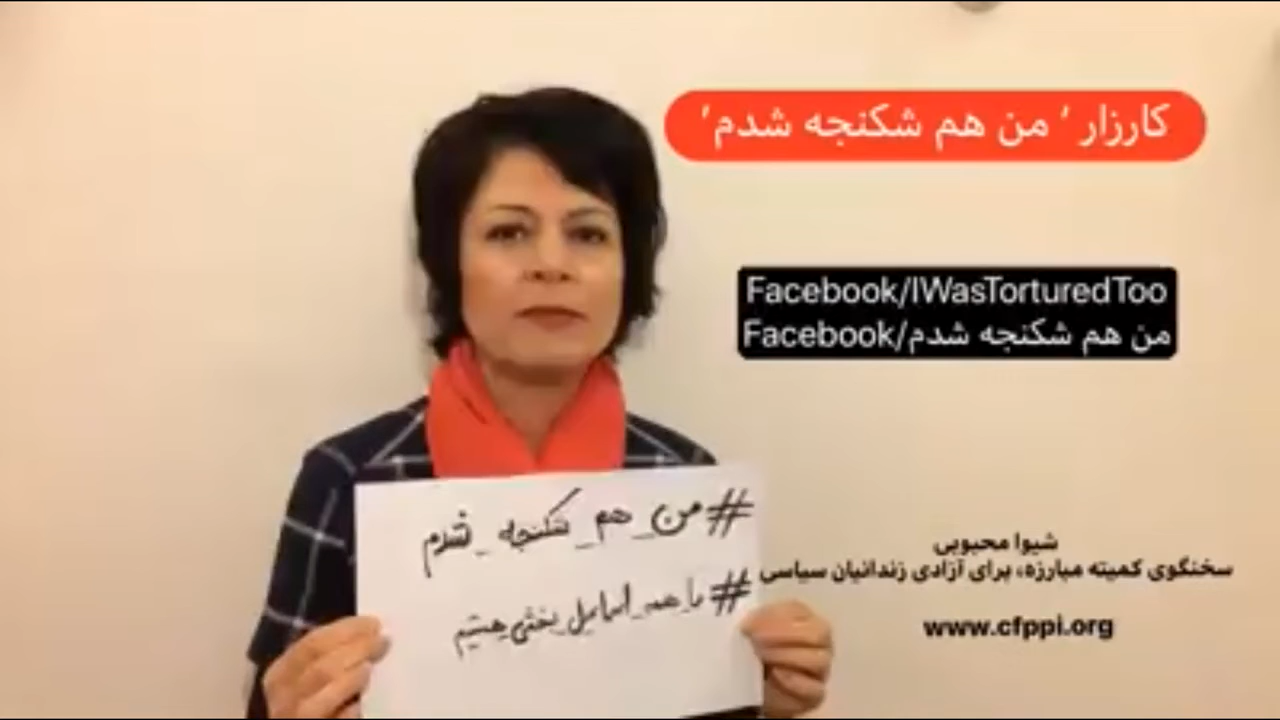 کارزار ' من هم شکنجه شدم'
Facebook/IWasTorturedToo
Facebook/من هم شکنجه شدم
#من_هم_شکنجه_شدم
#ما_همه_اسماعیل_بخشی_هستیم
شیوا محبوبی
سخنگوی کمیته مبارزه، برای آزادی زندانیان سیاسی
www.cfppi.org